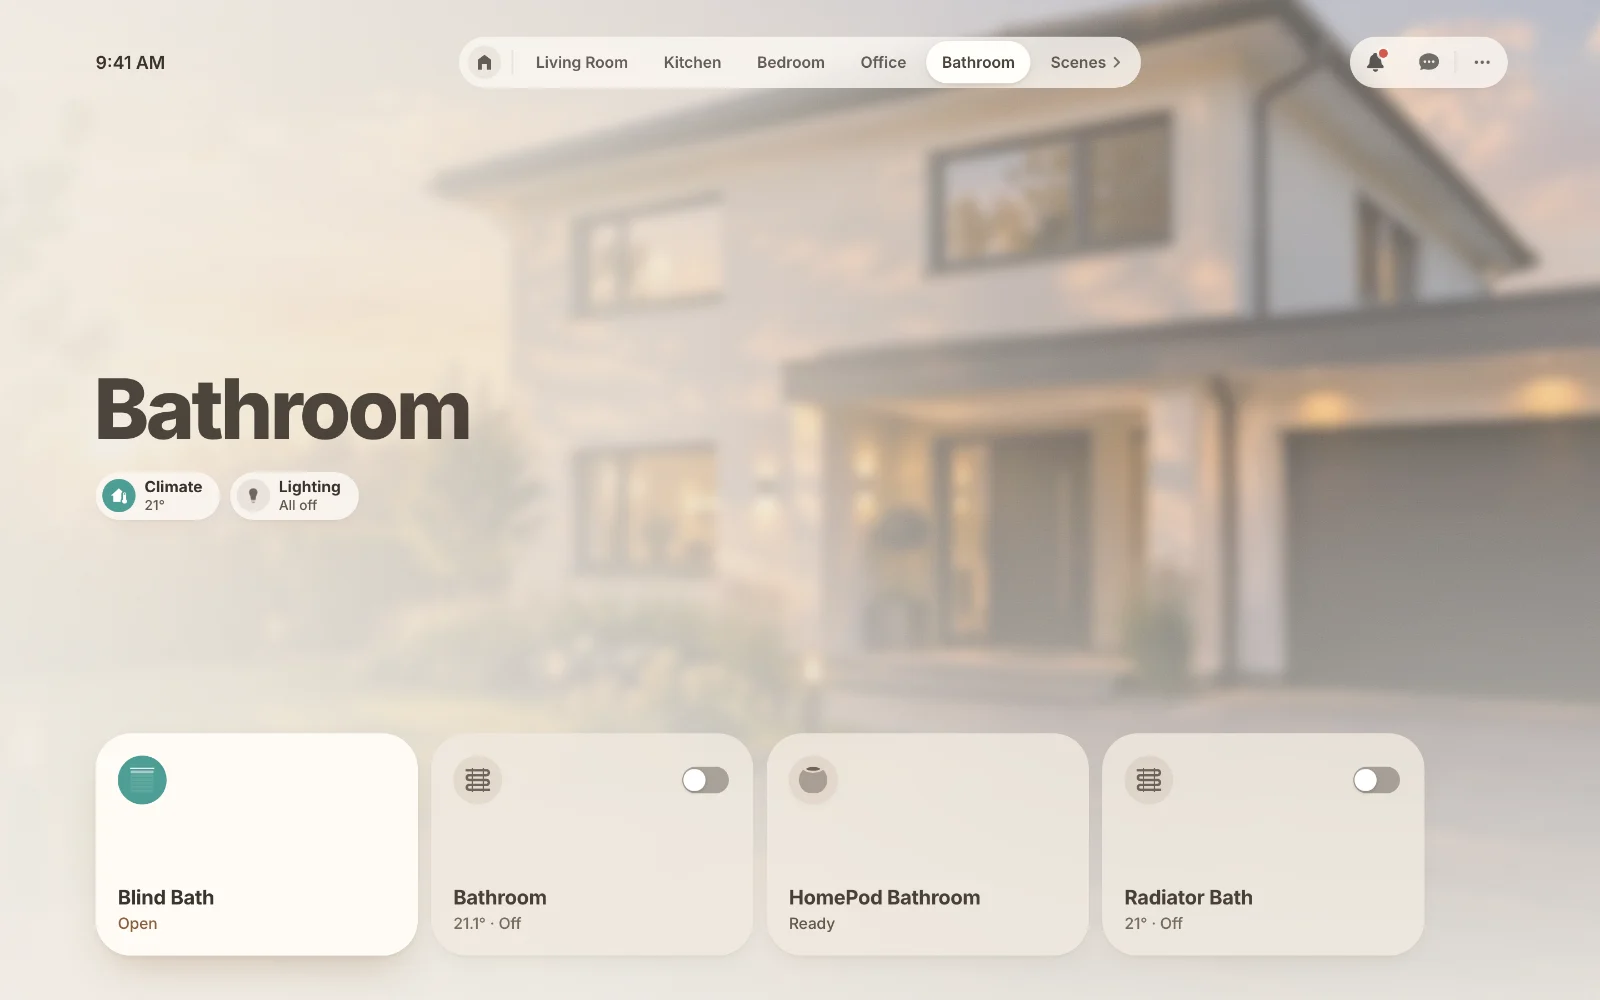 9:41 AM
Living Room
Kitchen
Bedroom
Office
Bathroom
Scenes
Bathroom
Climate
21°
Lighting
All off
Blind Bath
Open
Bathroom
21.1° · Off
HomePod Bathroom
Ready
Radiator Bath
21° · Off